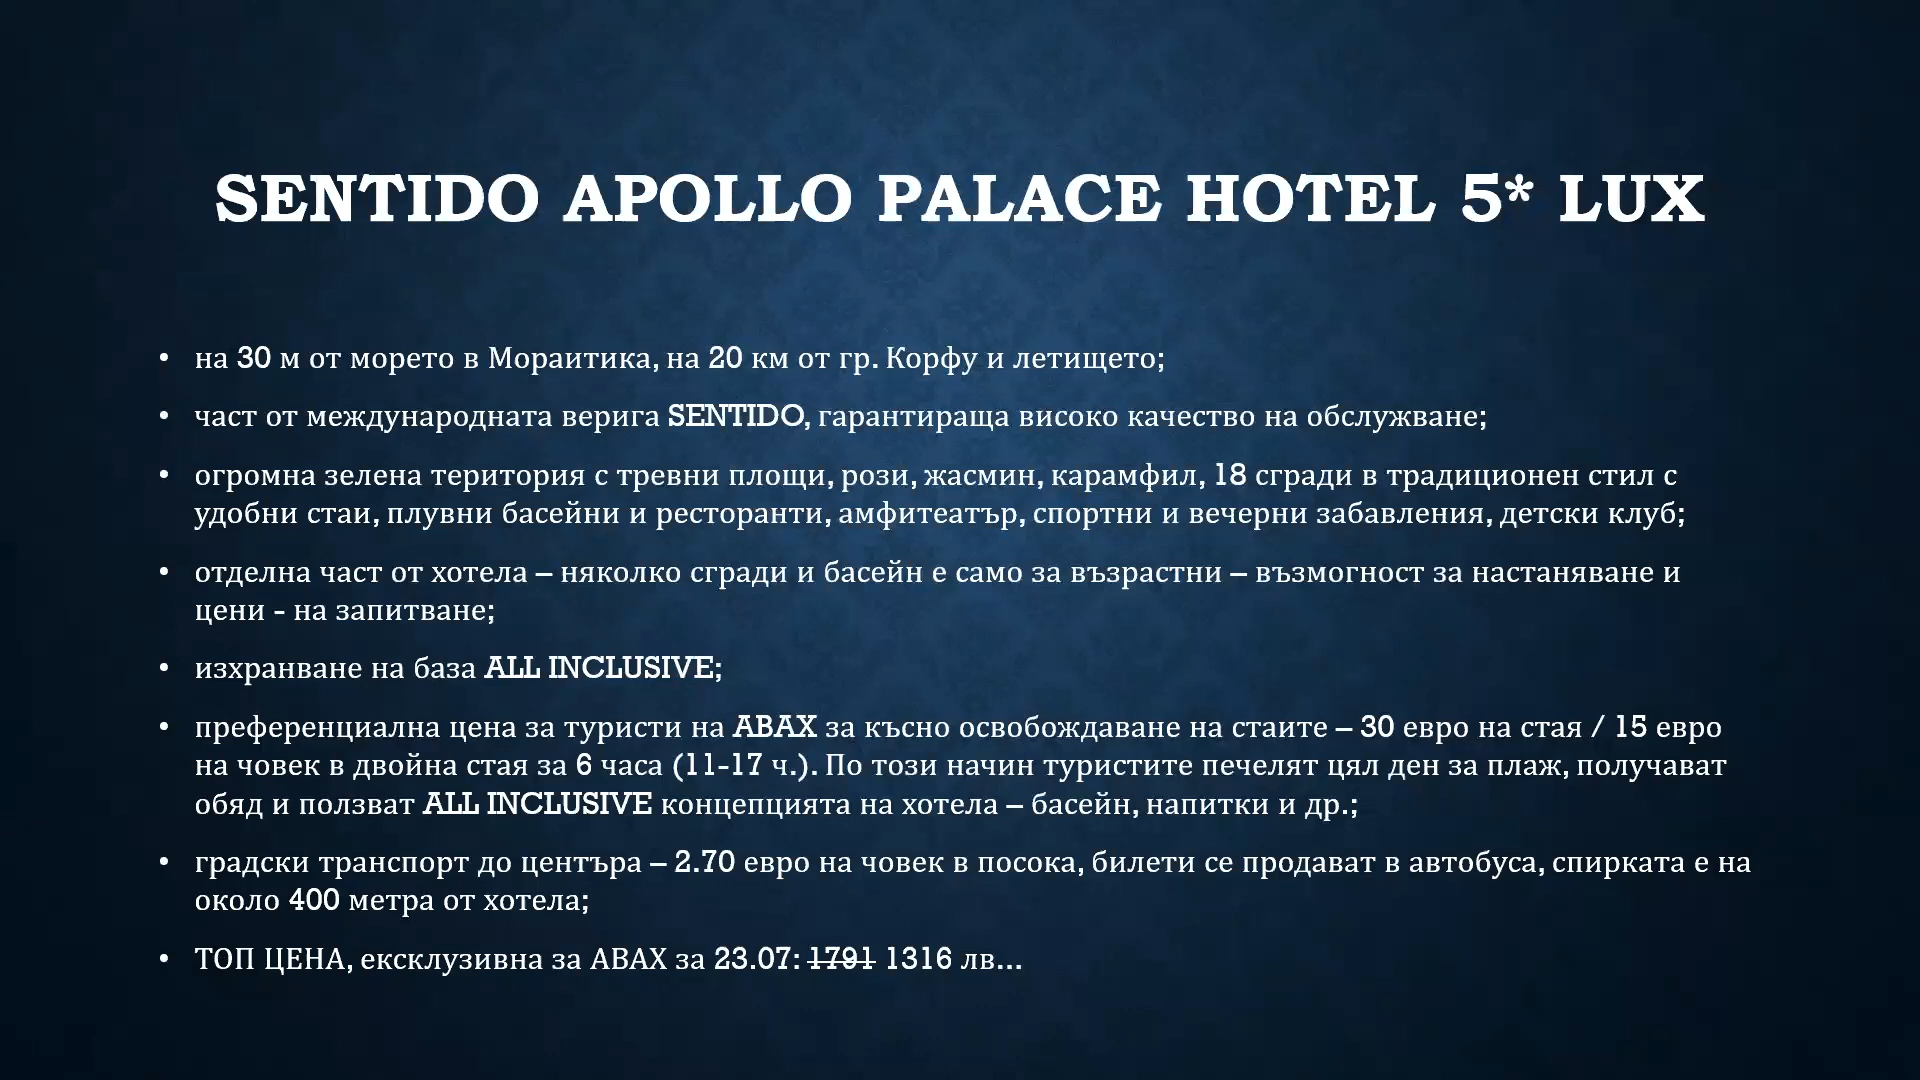 SENTIDO APOLLO PALACE HOTEL 5* LUX
• на 30 м от морето в Мораитика, на 20 км от гр. Корфу и летището;
• част от международната верига SENTIDO, гарантираща високо качество на обслужване;
• огромна зелена територия с тревни площи, рози, жасмин, карамфил, 18 сгради в традиционен стил с
удобни стаи, плувни басейни и ресторанти, амфитеатър, спортни и вечерни забавления, детски клуб;
• отделна част от хотела – няколко сгради и басейн е само за възрастни – възмогност за настаняване и
цени - на запитване;
• изхранване на база ALL INCLUSIVE;
• преференциална цена за туристи на ABAX за късно освобождаване на стаите – 30 евро на стая / 15 евро
на човек в двойна стая за 6 часа (11-17 ч.). По този начин туристите печелят цял ден за плаж, получават
обяд и ползват ALL INCLUSIVE концепцията на хотела – басейн, напитки и др.;
• градски транспорт до центъра – 2.70 евро на човек в посока, билети се продават в автобуса, спирката е на
около 400 метра от хотела;
• ТОП ЦЕНА, ексклузивна за АВАХ за 23.07: 1791 1316 лв...